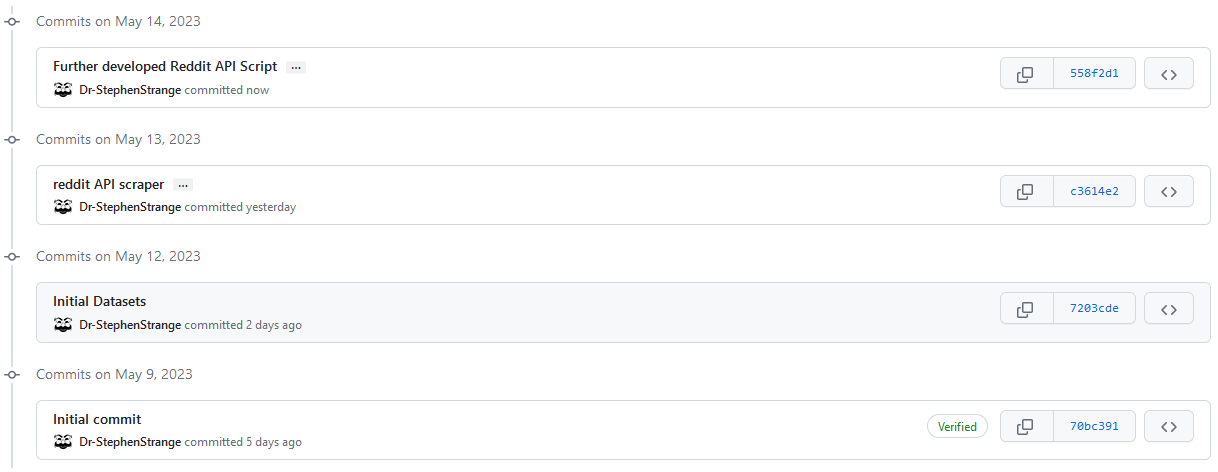 Commits on May 14, 2023
Further developed Reddit API Script ...
558f2d1
Dr-StephenStrange committed now
Commits on May 13, 2023
reddit API scraper ...
c3614e2
Dr-StephenStrange committed yesterday
Commits on May 12, 2023
Initial Datasets
7203cde
Dr-StephenStrange committed 2 days ago
Commits on May 9, 2023
Initial commit
Verified
70bc391
Dr-StephenStrange committed 5 days ago